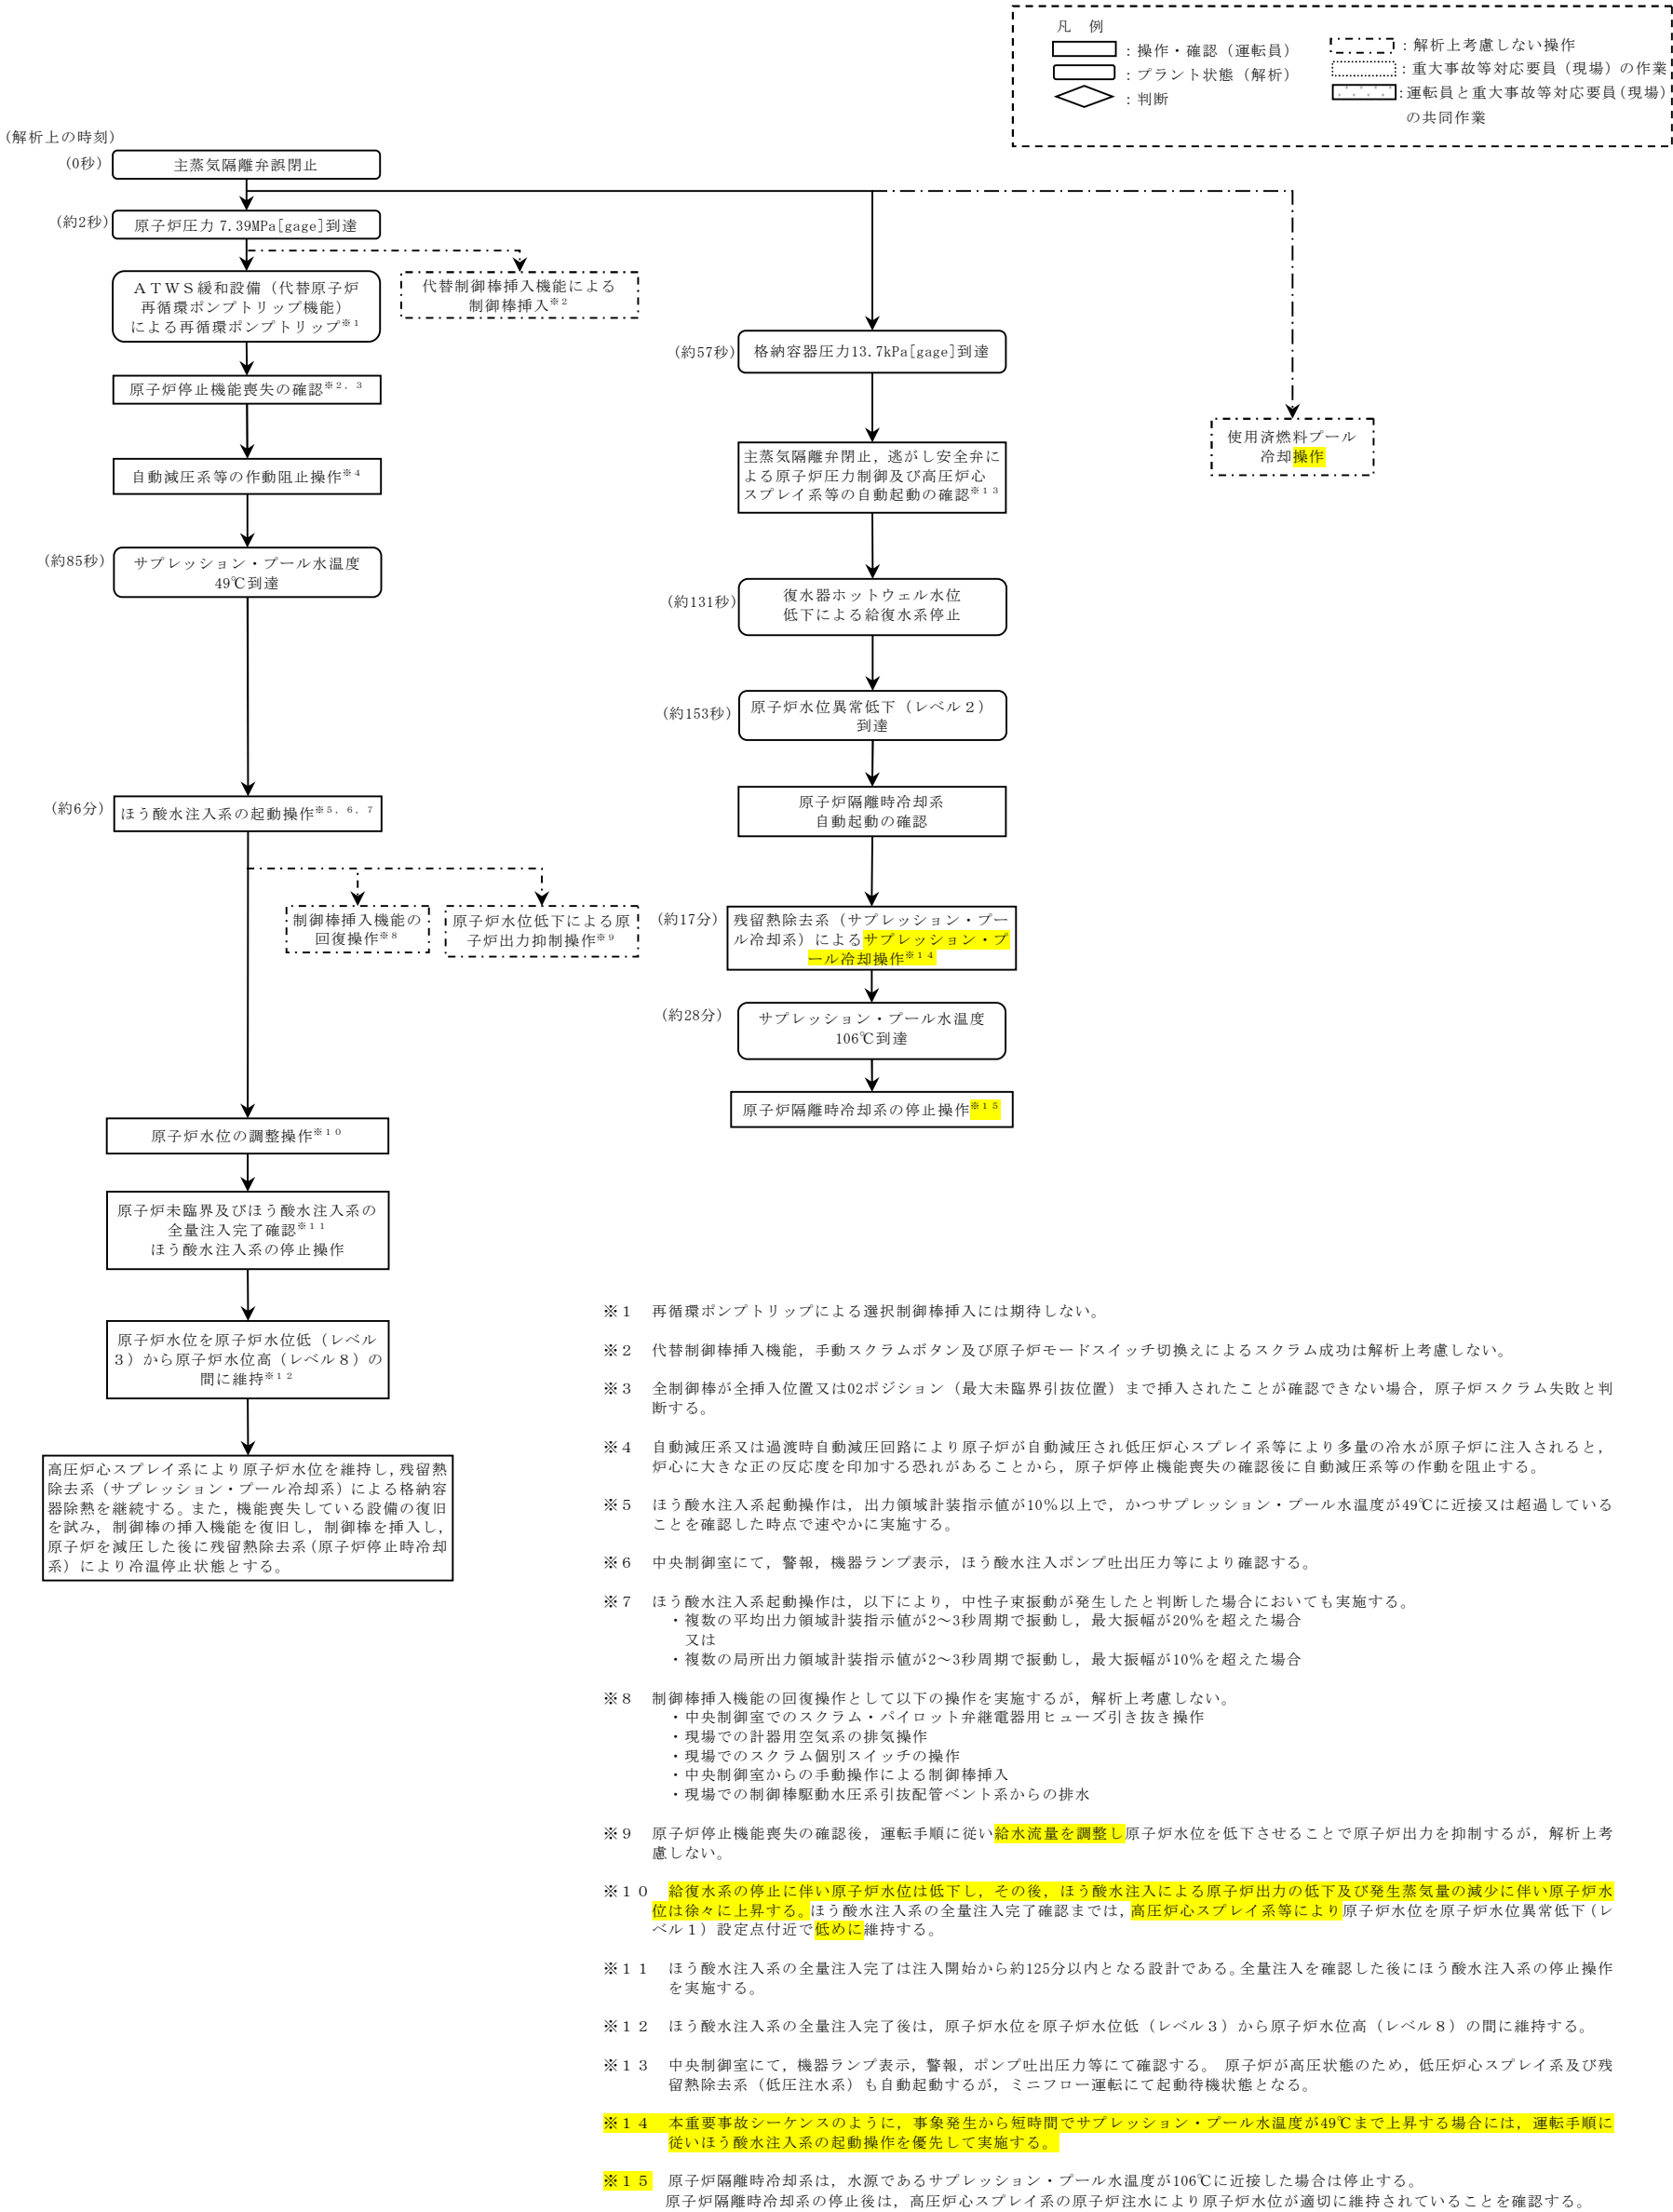 凡　例
：操作・確認（運転員）
：プラント状態（解析）
：判断
：解析上考慮しない操作
：重大事故等対応要員（現場）の作業
：運転員と重大事故等対応要員（現場）
の共同作業
（解析上の時刻）
（0秒）
主蒸気隔離弁誤閉止
（約2秒）
原子炉圧力 7.39MPa[gage]到達
ＡＴＷＳ緩和設備（代替原子炉
再循環ポンプトリップ機能）
による再循環ポンプトリップ※１
代替制御棒挿入機能による
制御棒挿入※２
原子炉停止機能喪失の確認※２，３
自動減圧系等の作動阻止操作※４
（約85秒）
サプレッション・プール水温度
49℃到達
（約6分）
ほう酸水注入系の起動操作※５，６，７
制御棒挿入機能の
回復操作※８
原子炉水位低下による原
子炉出力抑制操作※９
原子炉水位の調整操作※１０
原子炉未臨界及びほう酸水注入系の
全量注入完了確認※１１
ほう酸水注入系の停止操作
原子炉水位を原子炉水位低（レベル
３）から原子炉水位高（レベル８）の
間に維持※１２
高圧炉心スプレイ系により原子炉水位を維持し，残留熱
除去系（サプレッション・プール冷却系）による格納容
器除熱を継続する。また，機能喪失している設備の復旧
を試み，制御棒の挿入機能を復旧し，制御棒を挿入し，
原子炉を減圧した後に残留熱除去系（原子炉停止時冷却
系）により冷温停止状態とする。
（約57秒）
格納容器圧力13.7kPa[gage]到達
主蒸気隔離弁閉止，逃がし安全弁に
よる原子炉圧力制御及び高圧炉心
スプレイ系等の自動起動の確認※１３
（約131秒）
復水器ホットウェル水位
低下による給復水系停止
（約153秒）
原子炉水位異常低下（レベル２）
到達
原子炉隔離時冷却系
自動起動の確認
（約17分）
残留熱除去系（サプレッション・プー
ル冷却系）によるサプレッション・プ
ール冷却操作※１４
（約28分）
サプレッション・プール水温度
106℃到達
原子炉隔離時冷却系の停止操作※１５
使用済燃料プール
冷却操作
※１　再循環ポンプトリップによる選択制御棒挿入には期待しない。
※２　代替制御棒挿入機能，手動スクラムボタン及び原子炉モードスイッチ切換えによるスクラム成功は解析上考慮しない。
※３　全制御棒が全挿入位置又は02ポジション（最大未臨界引抜位置）まで挿入されたことが確認できない場合，原子炉スクラム失敗と判
断する。
※４　自動減圧系又は過渡時自動減圧回路により原子炉が自動減圧され低圧炉心スプレイ系等により多量の冷水が原子炉に注入されると，
炉心に大きな正の反応度を印加する恐れがあることから，原子炉停止機能喪失の確認後に自動減圧系等の作動を阻止する。
※５　ほう酸水注入系起動操作は，出力領域計装指示値が10％以上で，かつサプレッション・プール水温度が49℃に近接又は超過している
ことを確認した時点で速やかに実施する。
※６　中央制御室にて，警報，機器ランプ表示，ほう酸水注入ポンプ吐出圧力等により確認する。
※７　ほう酸水注入系起動操作は，以下により，中性子束振動が発生したと判断した場合においても実施する。
・複数の平均出力領域計装指示値が2～3秒周期で振動し，最大振幅が20％を超えた場合
又は
・複数の局所出力領域計装指示値が2～3秒周期で振動し，最大振幅が10％を超えた場合
※８　制御棒挿入機能の回復操作として以下の操作を実施するが，解析上考慮しない。
・中央制御室でのスクラム・パイロット弁継電器用ヒューズ引き抜き操作
・現場での計器用空気系の排気操作
・現場でのスクラム個別スイッチの操作
・中央制御室からの手動操作による制御棒挿入
・現場での制御棒駆動水圧系引抜配管ベント系からの排水
※９　原子炉停止機能喪失の確認後，運転手順に従い給水流量を調整し原子炉水位を低下させることで原子炉出力を抑制するが，解析上考
慮しない。
※１０　給復水系の停止に伴い原子炉水位は低下し，その後，ほう酸水注入による原子炉出力の低下及び発生蒸気量の減少に伴い原子炉水
位は徐々に上昇する。ほう酸水注入系の全量注入完了確認までは，高圧炉心スプレイ系等により原子炉水位を原子炉水位異常低下（レ
ベル１）設定点付近で低めに維持する。
※１１　ほう酸水注入系の全量注入完了は注入開始から約125分以内となる設計である。全量注入を確認した後にほう酸水注入系の停止操作
を実施する。
※１２　ほう酸水注入系の全量注入完了後は，原子炉水位を原子炉水位低（レベル３）から原子炉水位高（レベル８）の間に維持する。
※１３　中央制御室にて，機器ランプ表示，警報，ポンプ吐出圧力等にて確認する。 原子炉が高圧状態のため，低圧炉心スプレイ系及び残
留熱除去系（低圧注水系）も自動起動するが，ミニフロー運転にて起動待機状態となる。
※１４　本重要事故シーケンスのように，事象発生から短時間でサプレッション・プール水温度が49℃まで上昇する場合には，運転手順に
従いほう酸水注入系の起動操作を優先して実施する。
※１５　原子炉隔離時冷却系は，水源であるサプレッション・プール水温度が106℃に近接した場合は停止する。
原子炉隔離時冷却系の停止後は，高圧炉心スプレイ系の原子炉注水により原子炉水位が適切に維持されていることを確認する。